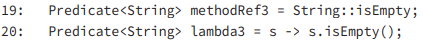 19: Predicate<String> methodRef3 = String::isEmpty;
20: Predicate<String> lambda3 = s -> s.isEmpty();